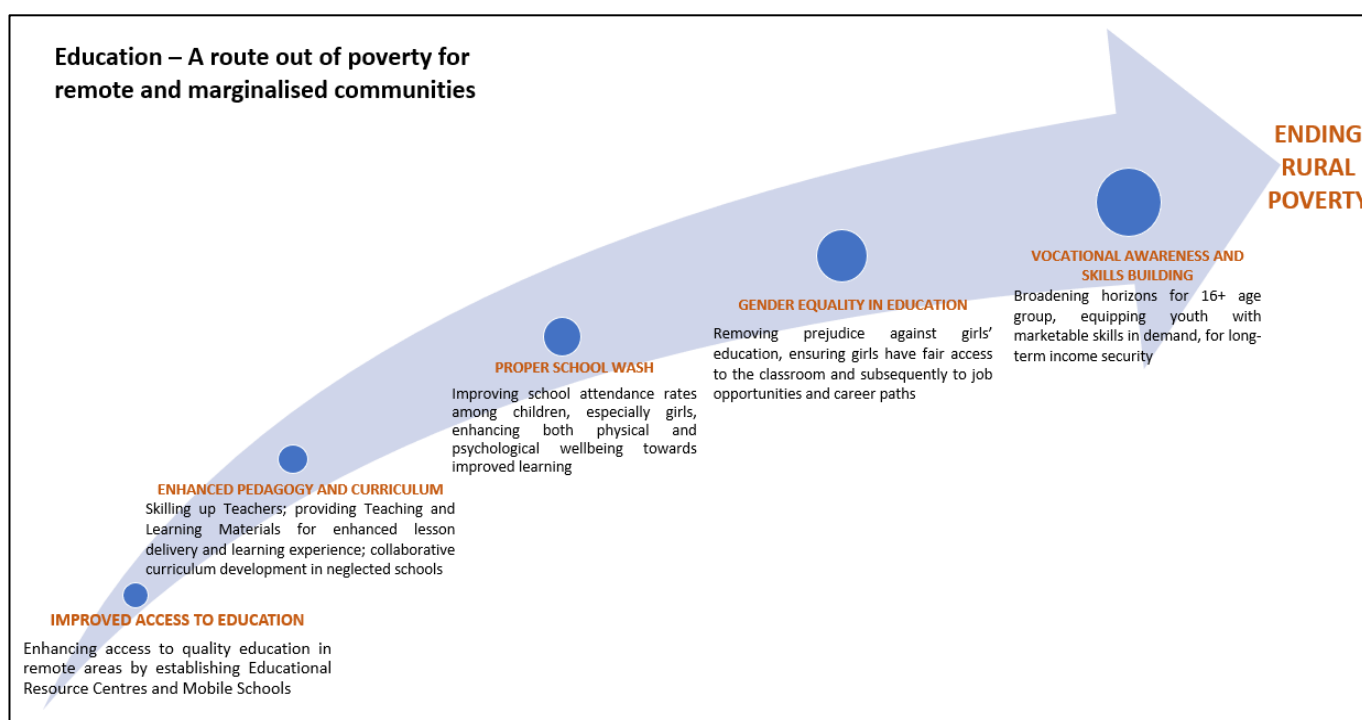 Education – A route out of poverty for
remote and marginalised communities
ENDING
RURAL
POVERTY
VOCATIONAL AWARENESS AND
SKILLS BUILDING
Broadening horizons for 16+ age
group, equipping youth with
marketable skills in demand, for long-
term income security
GENDER EQUALITY IN EDUCATION
Removing prejudice against girls’
education, ensuring girls have fair access
to the classroom and subsequently to job
opportunities and career paths
PROPER SCHOOL WASH
Improving school attendance rates
among children, especially girls,
enhancing both physical and
psychological wellbeing towards
improved learning
ENHANCED PEDAGOGY AND CURRICULUM
Skilling up Teachers; providing Teaching and
Learning Materials for enhanced lesson
delivery and learning experience; collaborative
curriculum development in neglected schools
IMPROVED ACCESS TO EDUCATION
Enhancing access to quality education in
remote areas by establishing Educational
Resource Centres and Mobile Schools